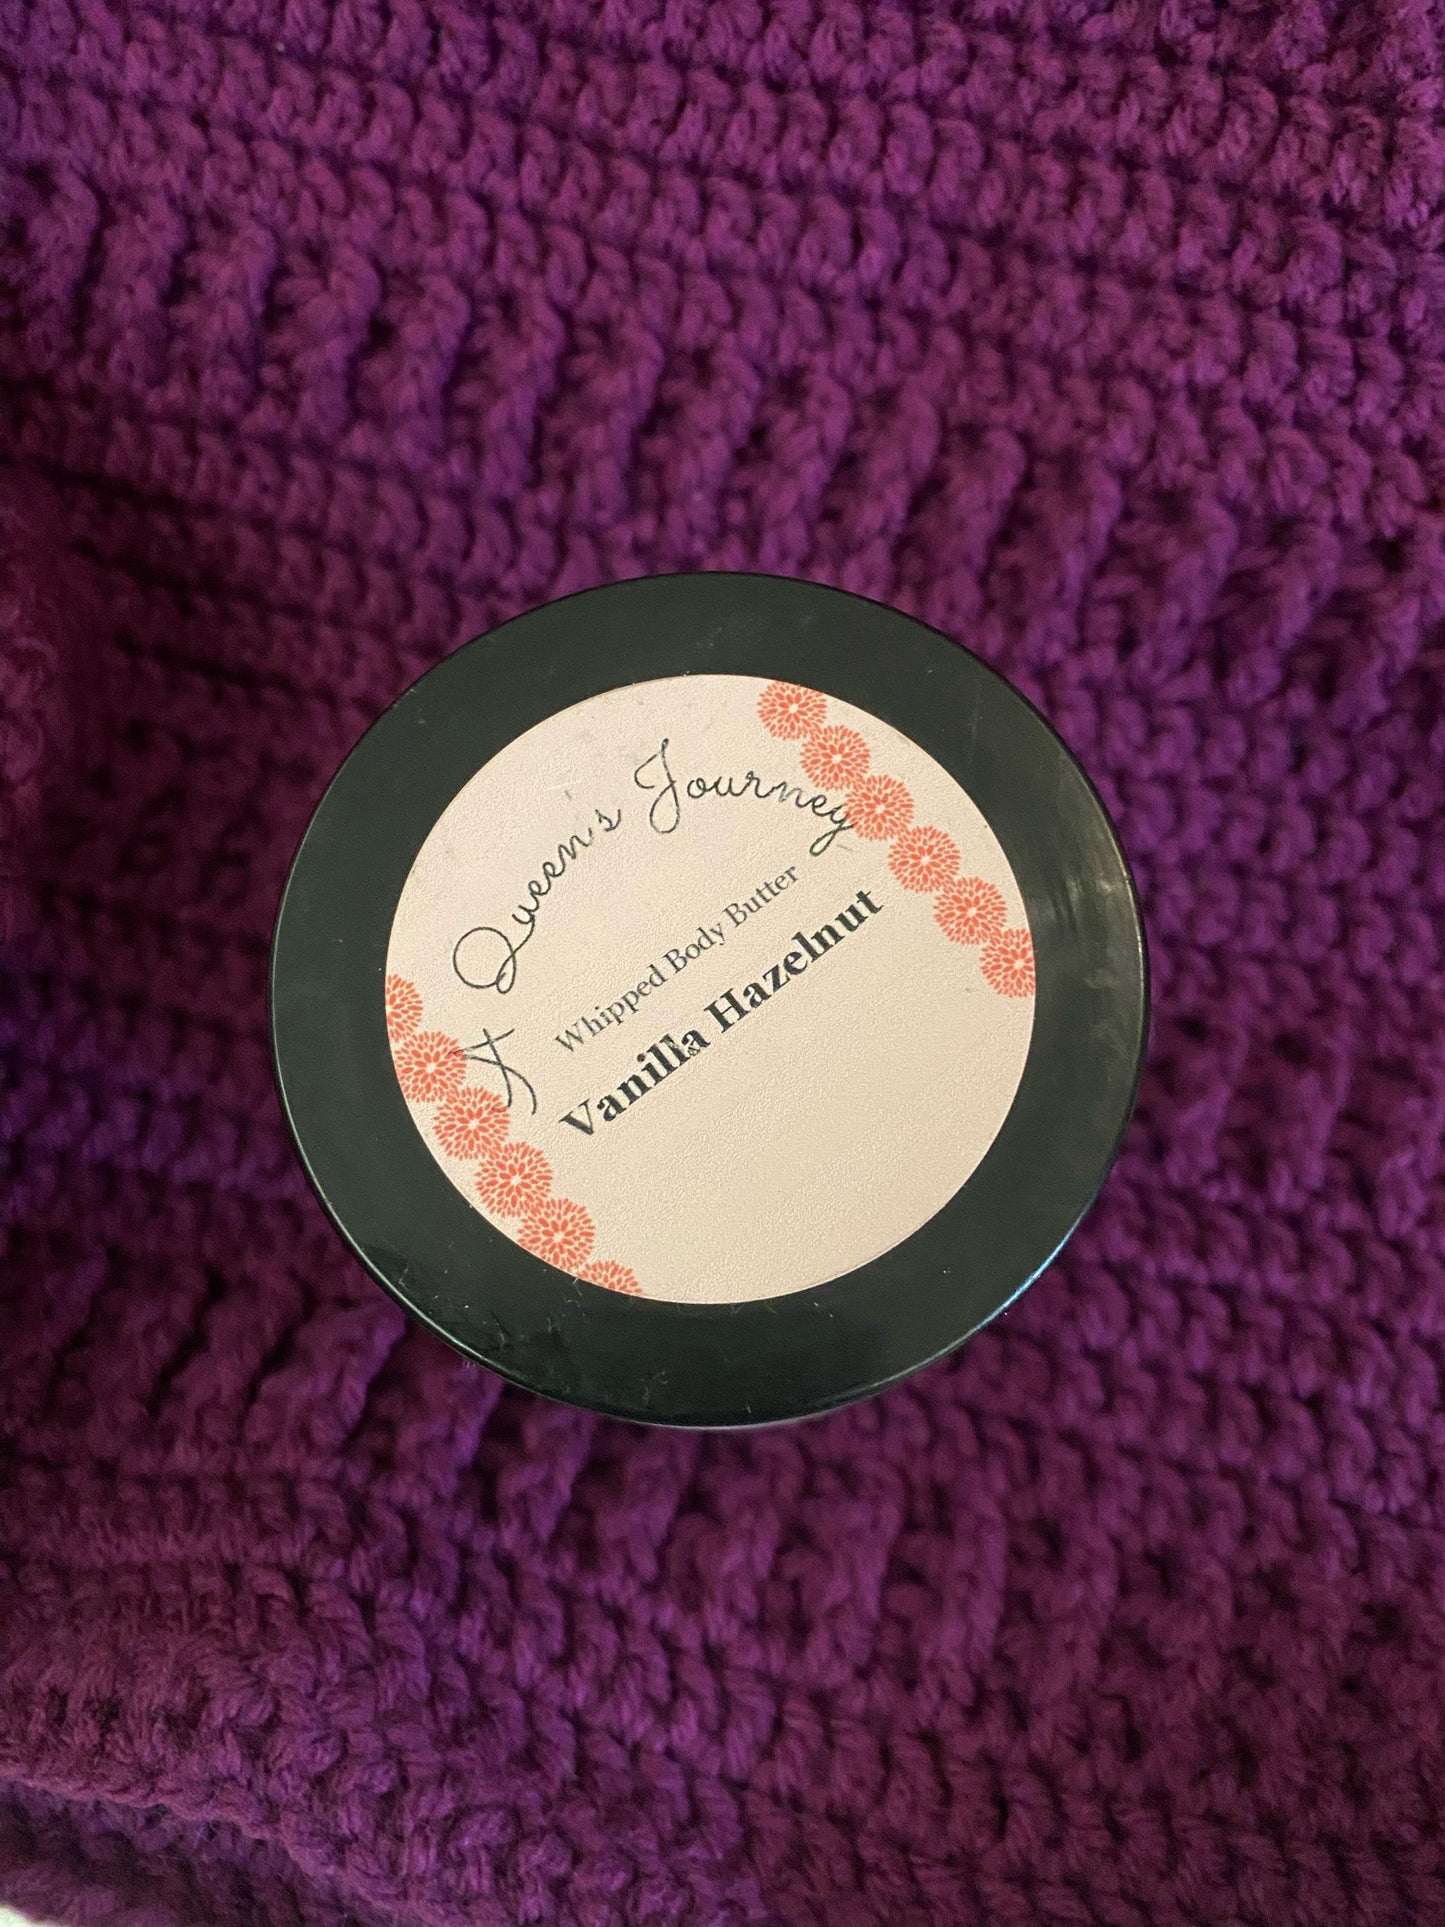 A Queen's Journey
Whipped Body Butter
&
Vanilla Hazelnut